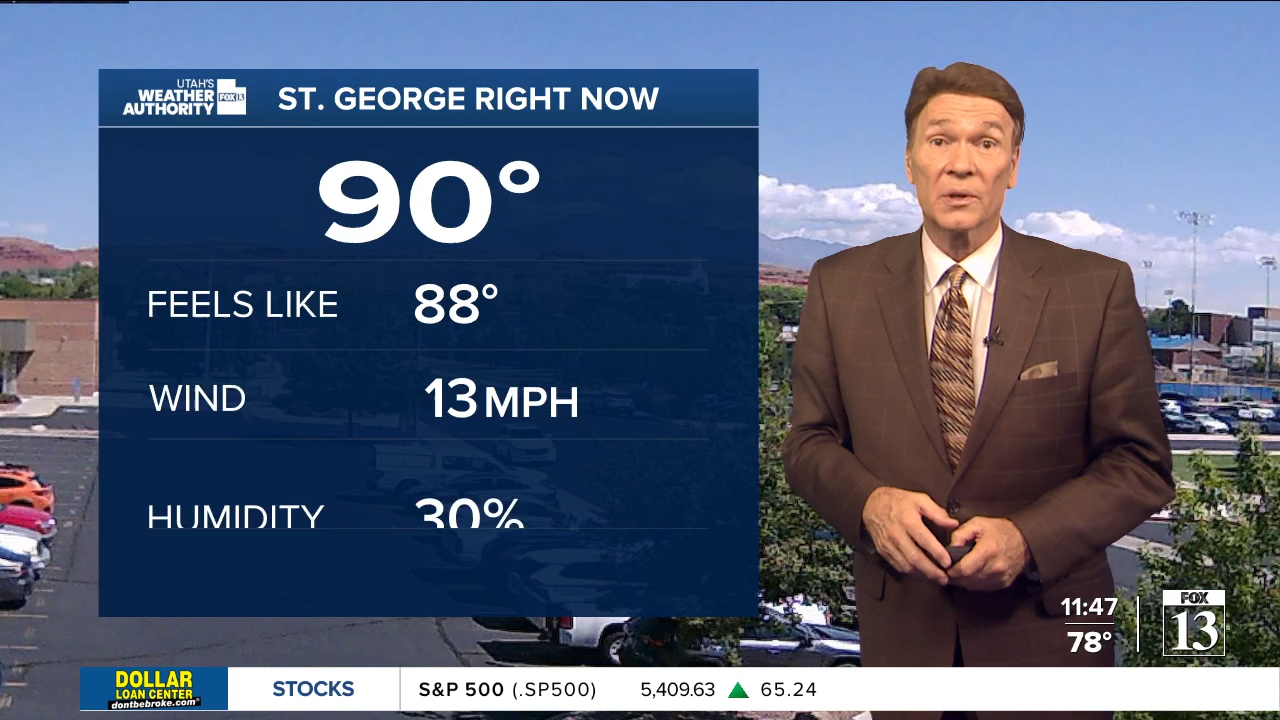 UTAH'S
WEATHER
AUTHORITY
FOX 13
ST. GEORGE RIGHT NOW
90°
FEELS LIKE 88°
WIND 13 MPH
HUMIDITY 30%
11:47
78°
FOX
13
DOLLAR
LOAN CENTER
dontbebroke.com
STOCKS
S&P 500 (.SP500) 5,409.63 ▲ 65.24